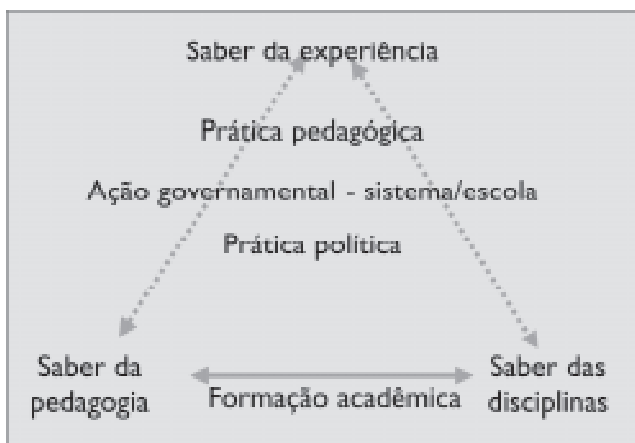 Saber da experiência
Prática pedagógica
Ação governamental - sistema/escola
Prática política
Saber da
pedagogia
Formação acadêmica
Saber das
disciplinas